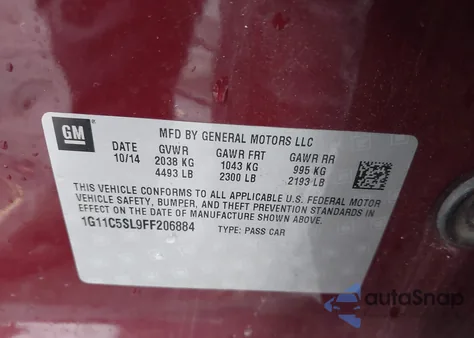 GM
MFD BY GENERAL MOTORS LLC
DATE GVWR GAWR FRT GAWR RR
10/14 2038 KG 1043 KG 995 KG
4493 LB 2300 LB 2193 LB
THIS VEHICLE CONFORMS TO ALL APPLICABLE U.S. FEDERAL MOTOR
VEHICLE SAFETY, BUMPER, AND THEFT PREVENTION STANDARDS
IN EFFECT ON THE DATE OF MANUFACTURE SHOWN ABOVE.
1G11C5SL9FF206884 TYPE: PASS CAR
autoSnap